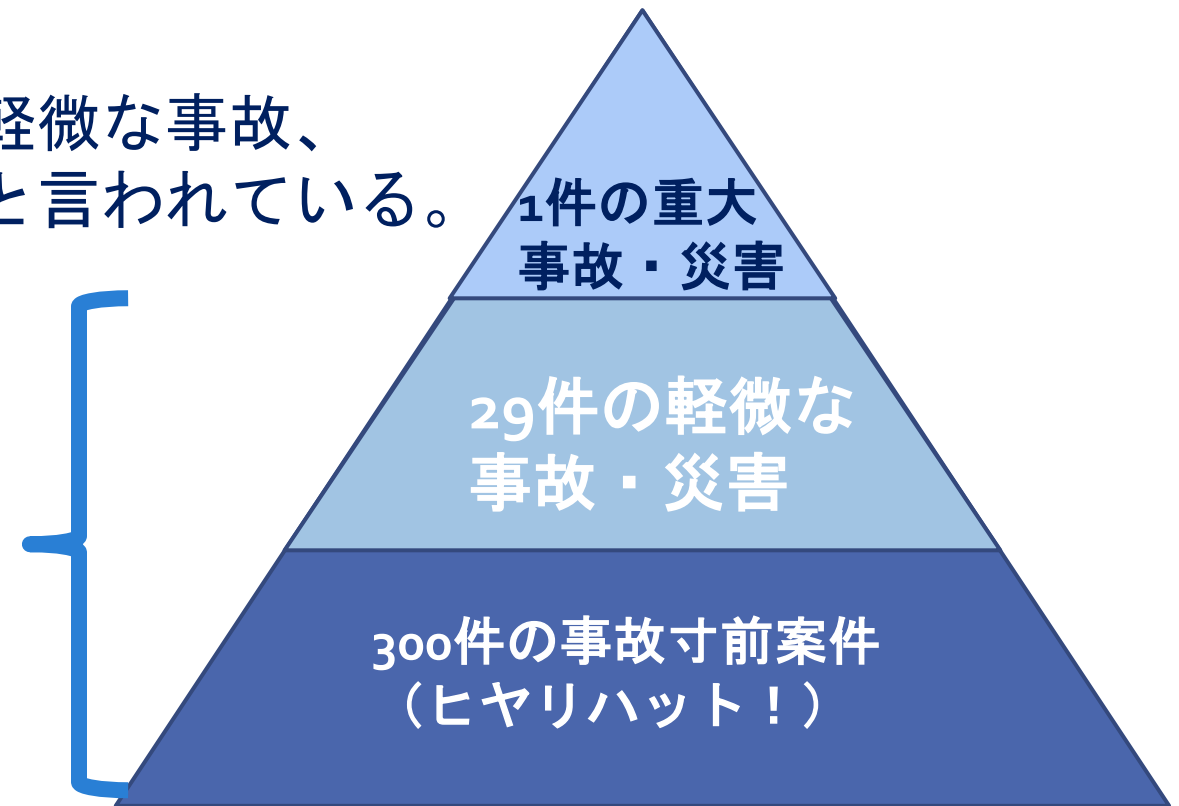 軽微な事故、
と言われている。
1件の重大
事故・災害
29件の軽微な
事故・災害
300件の事故寸前案件
（ヒヤリハット！）